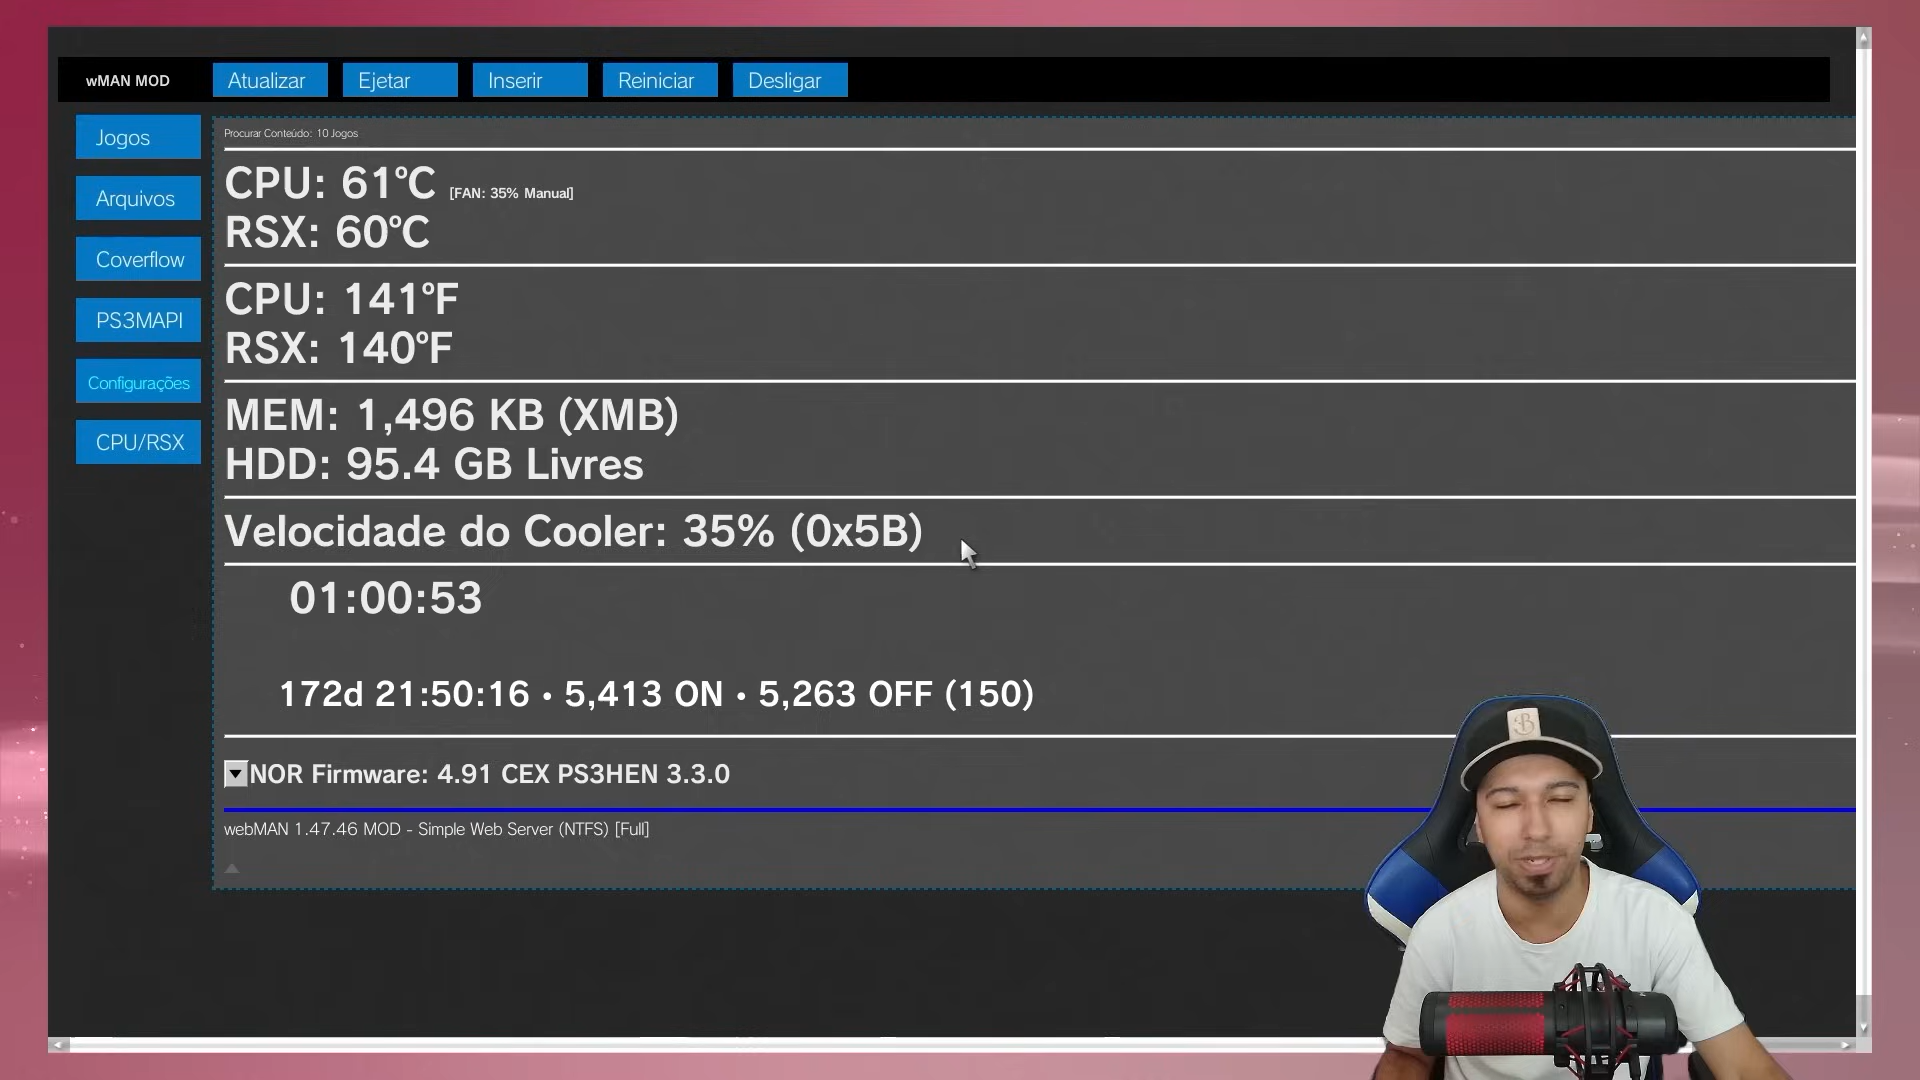 wMAN MOD
Atualizar
Ejetar
Inserir
Reiniciar
Desligar
Jogos
Arquivos
Coverflow
PS3MAPI
Configurações
CPU/RSX
Procurar Conteúdo: 10 Jogos
CPU: 61°C [FAN: 35% Manual]
RSX: 60°C
CPU: 141°F
RSX: 140°F
MEM: 1,496 KB (XMB)
HDD: 95.4 GB Livres
Velocidade do Cooler: 35% (0x5B)
01:00:53
172d 21:50:16 • 5,413 ON • 5,263 OFF (150)
NOR Firmware: 4.91 CEX PS3HEN 3.3.0
webMAN 1.47.46 MOD - Simple Web Server (NTFS) [Full]
B